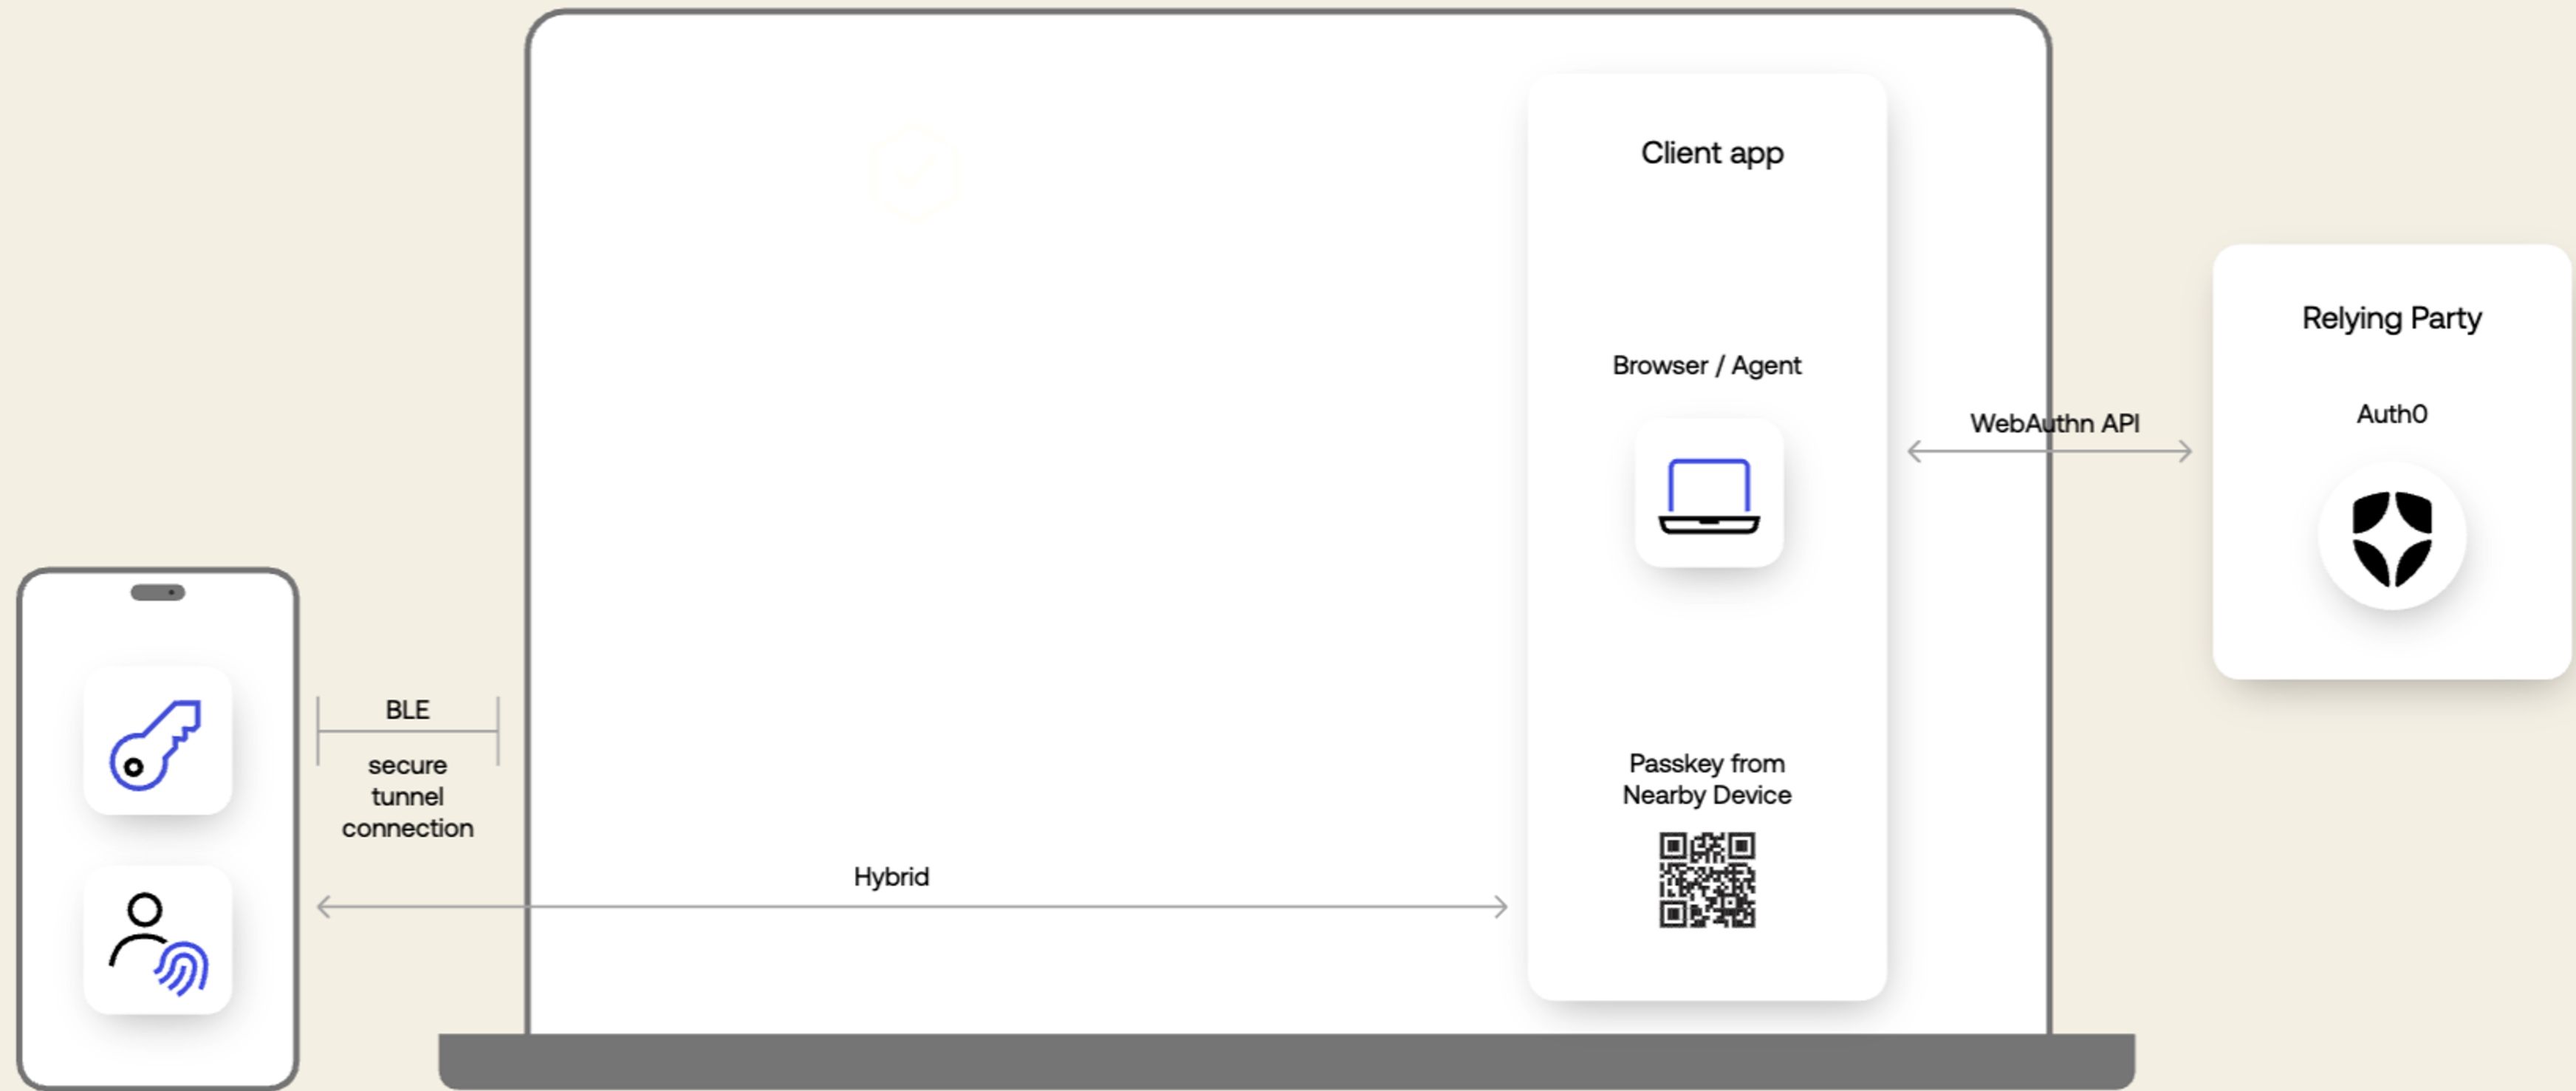 Client app
Browser / Agent
WebAuthn API
Relying Party
Auth0
BLE
secure
tunnel
connection
Hybrid
Passkey from
Nearby Device